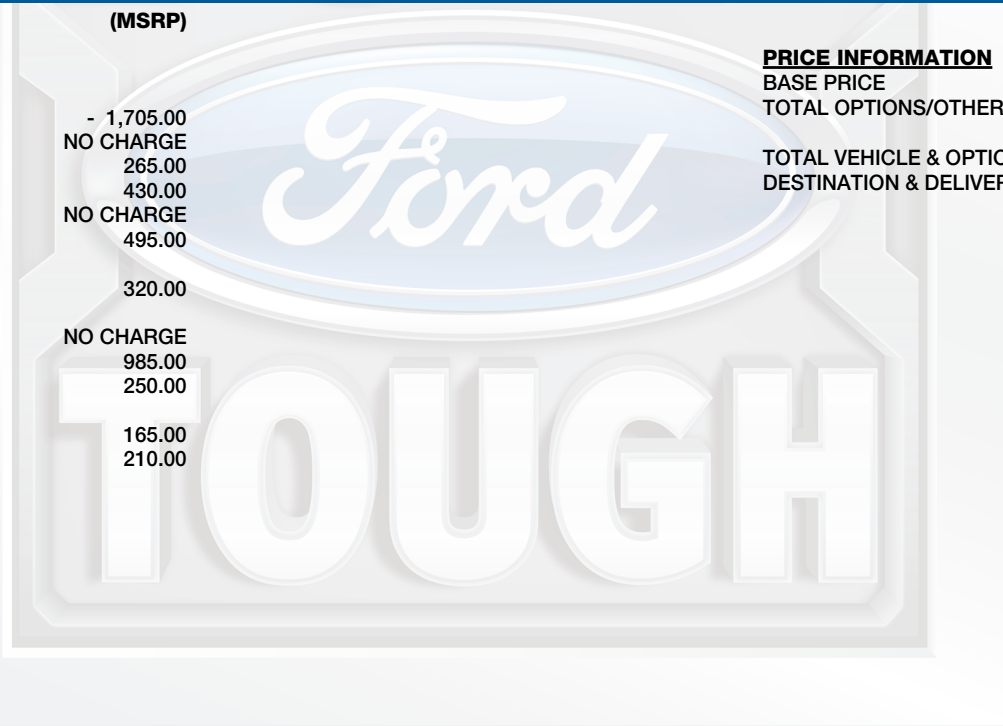 (MSRP)
- 1,705.00
NO CHARGE
265.00
430.00
NO CHARGE
495.00
320.00
NO CHARGE
985.00
250.00
165.00
210.00
PRICE INFORMATION
BASE PRICE
TOTAL OPTIONS/OTHER
TOTAL VEHICLE & OPTIO
DESTINATION & DELIVER
Ford
TOUGH